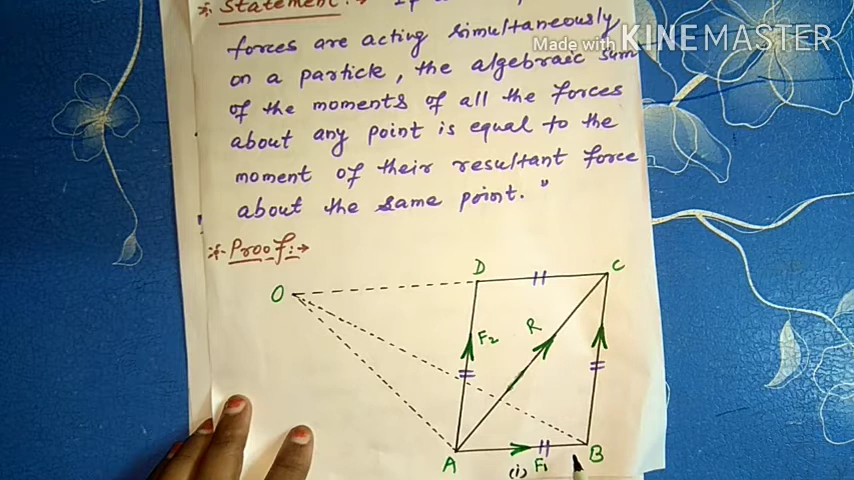 * Statement :→ "If
forces are acting simultaneously
Made with KINEMASTER
on a particle, the algebraic sum
of the moments of all the forces
about any point is equal to the
moment of their resultant force
about the same point."
* Proof :→
D C
O
F2 R
A B
(i) F1